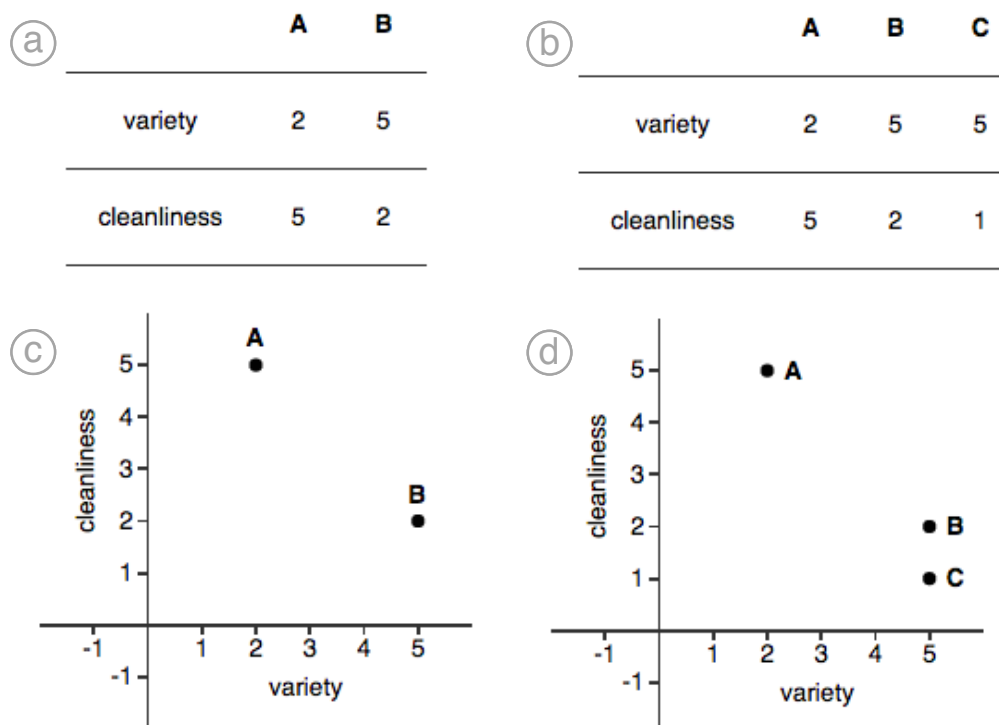 a
A B
variety 2 5
cleanliness 5 2
b
A B C
variety 2 5 5
cleanliness 5 2 1
c
A
5
4
3
B
2
1
-1 1 2 3 4 5
-1
cleanliness
variety
d
5 A
4
3
2 B
1 C
-1 1 2 3 4 5
-1
cleanliness
variety